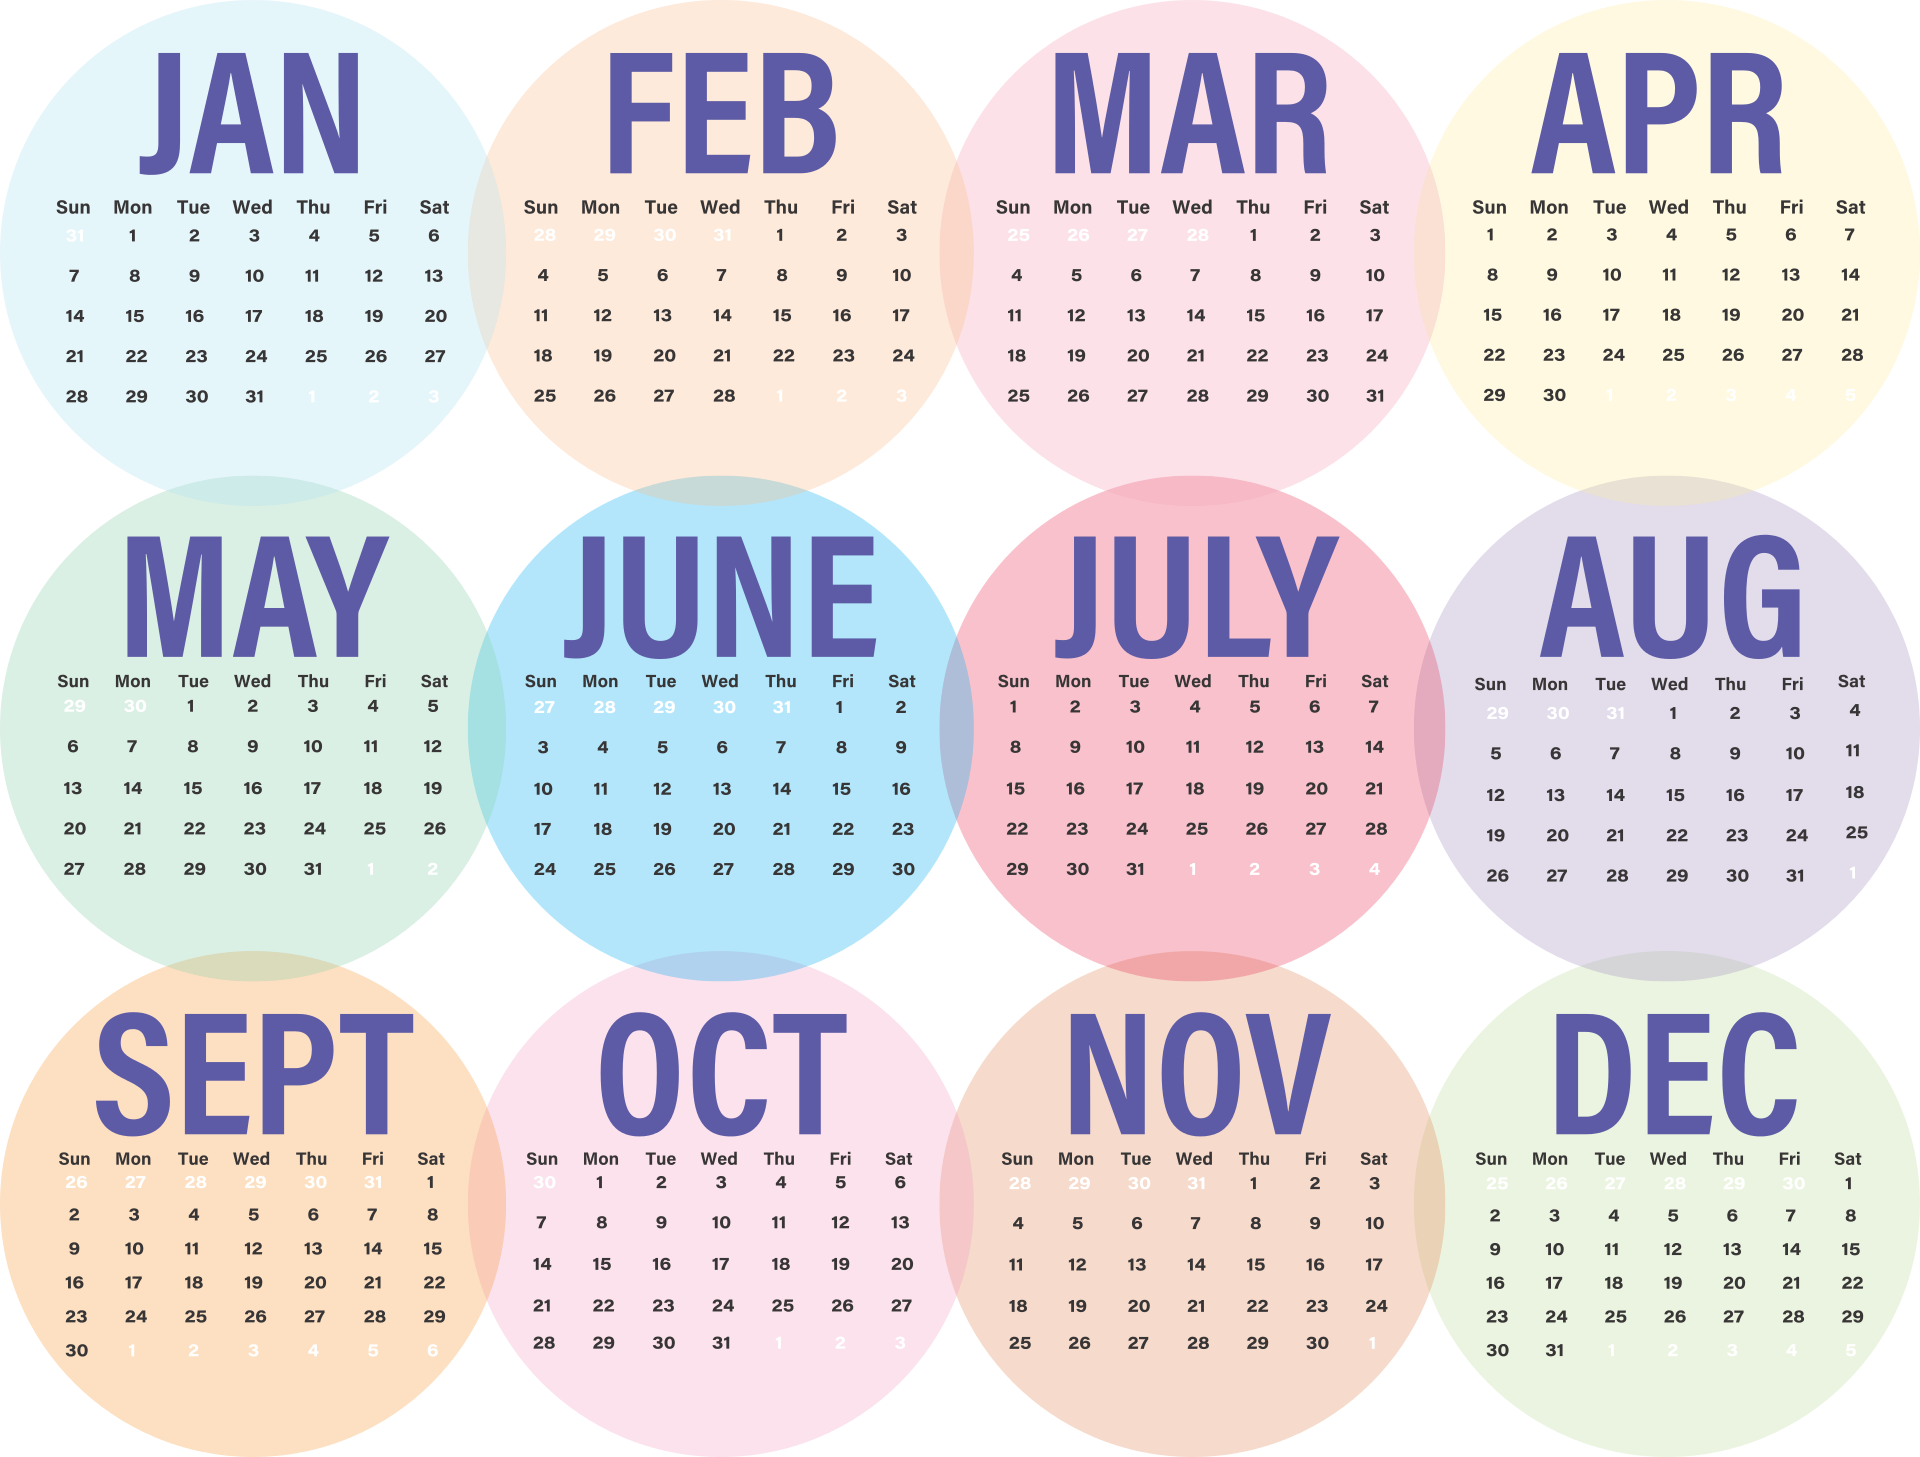 JAN
Sun Mon Tue Wed Thu Fri Sat
31 1 2 3 4 5 6
7 8 9 10 11 12 13
14 15 16 17 18 19 20
21 22 23 24 25 26 27
28 29 30 31 1 2 3
FEB
Sun Mon Tue Wed Thu Fri Sat
28 29 30 31 1 2 3
4 5 6 7 8 9 10
11 12 13 14 15 16 17
18 19 20 21 22 23 24
25 26 27 28 1 2 3
MAR
Sun Mon Tue Wed Thu Fri Sat
25 26 27 28 1 2 3
4 5 6 7 8 9 10
11 12 13 14 15 16 17
18 19 20 21 22 23 24
25 26 27 28 29 30 31
APR
Sun Mon Tue Wed Thu Fri Sat
1 2 3 4 5 6 7
8 9 10 11 12 13 14
15 16 17 18 19 20 21
22 23 24 25 26 27 28
29 30 1 2 3 4 5
MAY
Sun Mon Tue Wed Thu Fri Sat
29 30 1 2 3 4 5
6 7 8 9 10 11 12
13 14 15 16 17 18 19
20 21 22 23 24 25 26
27 28 29 30 31 1 2
JUNE
Sun Mon Tue Wed Thu Fri Sat
27 28 29 30 31 1 2
3 4 5 6 7 8 9
10 11 12 13 14 15 16
17 18 19 20 21 22 23
24 25 26 27 28 29 30
JULY
Sun Mon Tue Wed Thu Fri Sat
1 2 3 4 5 6 7
8 9 10 11 12 13 14
15 16 17 18 19 20 21
22 23 24 25 26 27 28
29 30 31 1 2 3 4
AUG
Sun Mon Tue Wed Thu Fri Sat
29 30 31 1 2 3 4
5 6 7 8 9 10 11
12 13 14 15 16 17 18
19 20 21 22 23 24 25
26 27 28 29 30 31 1
SEPT
Sun Mon Tue Wed Thu Fri Sat
26 27 28 29 30 31 1
2 3 4 5 6 7 8
9 10 11 12 13 14 15
16 17 18 19 20 21 22
23 24 25 26 27 28 29
30 1 2 3 4 5 6
OCT
Sun Mon Tue Wed Thu Fri Sat
30 1 2 3 4 5 6
7 8 9 10 11 12 13
14 15 16 17 18 19 20
21 22 23 24 25 26 27
28 29 30 31 1 2 3
NOV
Sun Mon Tue Wed Thu Fri Sat
28 29 30 31 1 2 3
4 5 6 7 8 9 10
11 12 13 14 15 16 17
18 19 20 21 22 23 24
25 26 27 28 29 30 1
DEC
Sun Mon Tue Wed Thu Fri Sat
25 26 27 28 29 30 1
2 3 4 5 6 7 8
9 10 11 12 13 14 15
16 17 18 19 20 21 22
23 24 25 26 27 28 29
30 31 1 2 3 4 5